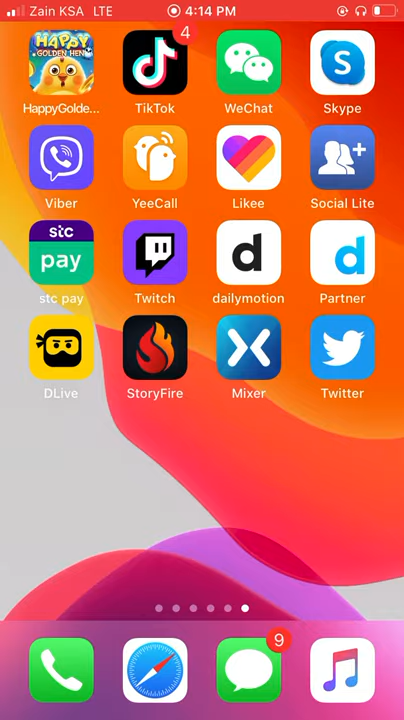 Zain KSA LTE 4:14 PM
HAPPY
GOLDEN HEN
4
HappyGolde... TikTok WeChat Skype
Viber YeeCall Likee Social Lite
stc
pay
d
d
stc pay Twitch dailymotion Partner
DLive StoryFire Mixer Twitter
9